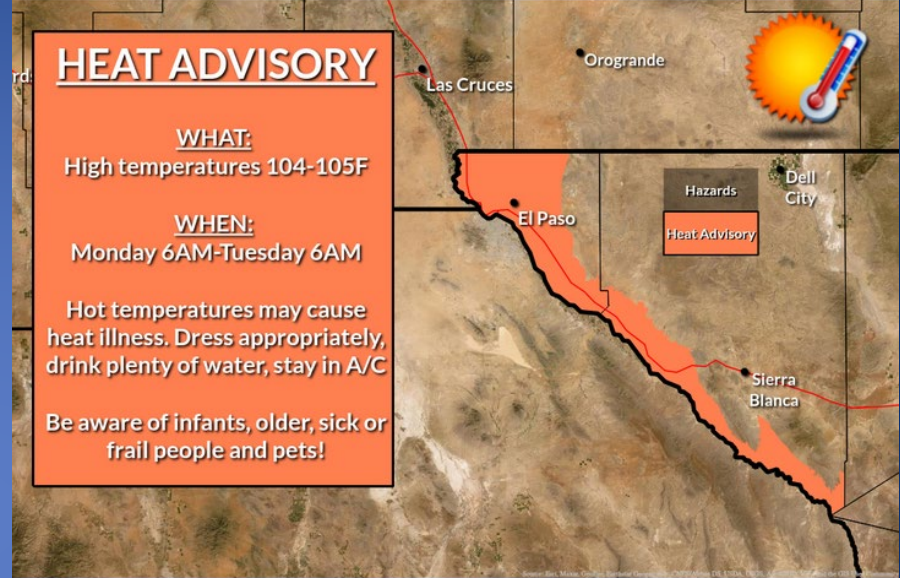 HEAT ADVISORY
WHAT:
High temperatures 104-105F
WHEN:
Monday 6AM-Tuesday 6AM
Hot temperatures may cause
heat illness. Dress appropriately,
drink plenty of water, stay in A/C
Be aware of infants, older, sick or
frail people and pets!
Las Cruces
Orogrande
El Paso
Hazards
Heat Advisory
Dell
City
Sierra
Blanca